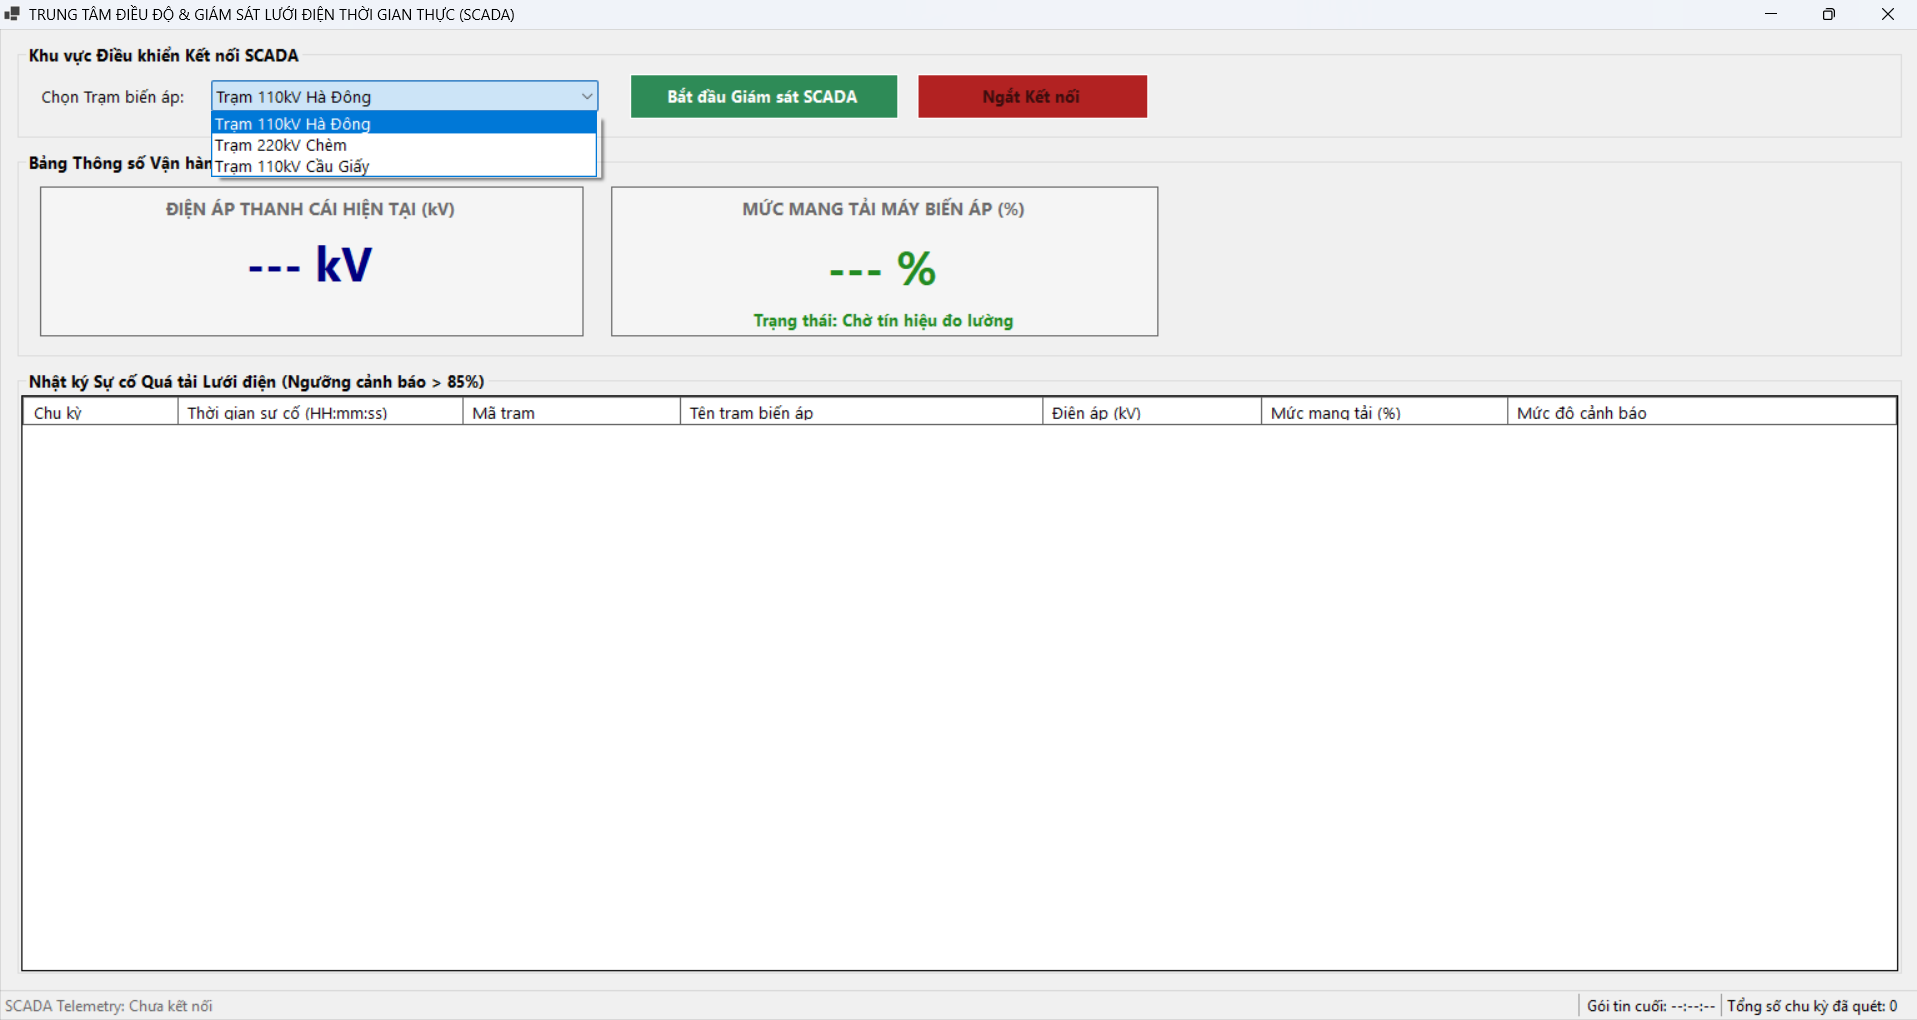 TRUNG TÂM ĐIỀU ĐỘ & GIÁM SÁT LƯỚI ĐIỆN THỜI GIAN THỰC (SCADA)
Khu vực Điều khiển Kết nối SCADA
Chọn Trạm biến áp:
Trạm 110kV Hà Đông
Bắt đầu Giám sát SCADA
Ngắt Kết nối
Trạm 110kV Hà Đông
Trạm 220kV Chèm
Trạm 110kV Cầu Giấy
Bảng Thông số Vận hàn
ĐIỆN ÁP THANH CÁI HIỆN TẠI (kV)
--- kV
MỨC MANG TẢI MÁY BIẾN ÁP (%)
--- %
Trạng thái: Chờ tín hiệu đo lường
Nhật ký Sự cố Quá tải Lưới điện (Ngưỡng cảnh báo > 85%)
Chu kỳ
Thời gian sự cố (HH:mm:ss)
Mã trạm
Tên trạm biến áp
Điện áp (kV)
Mức mang tải (%)
Mức độ cảnh báo
SCADA Telemetry: Chưa kết nối
Gói tin cuối: --:--:--
Tổng số chu kỳ đã quét: 0